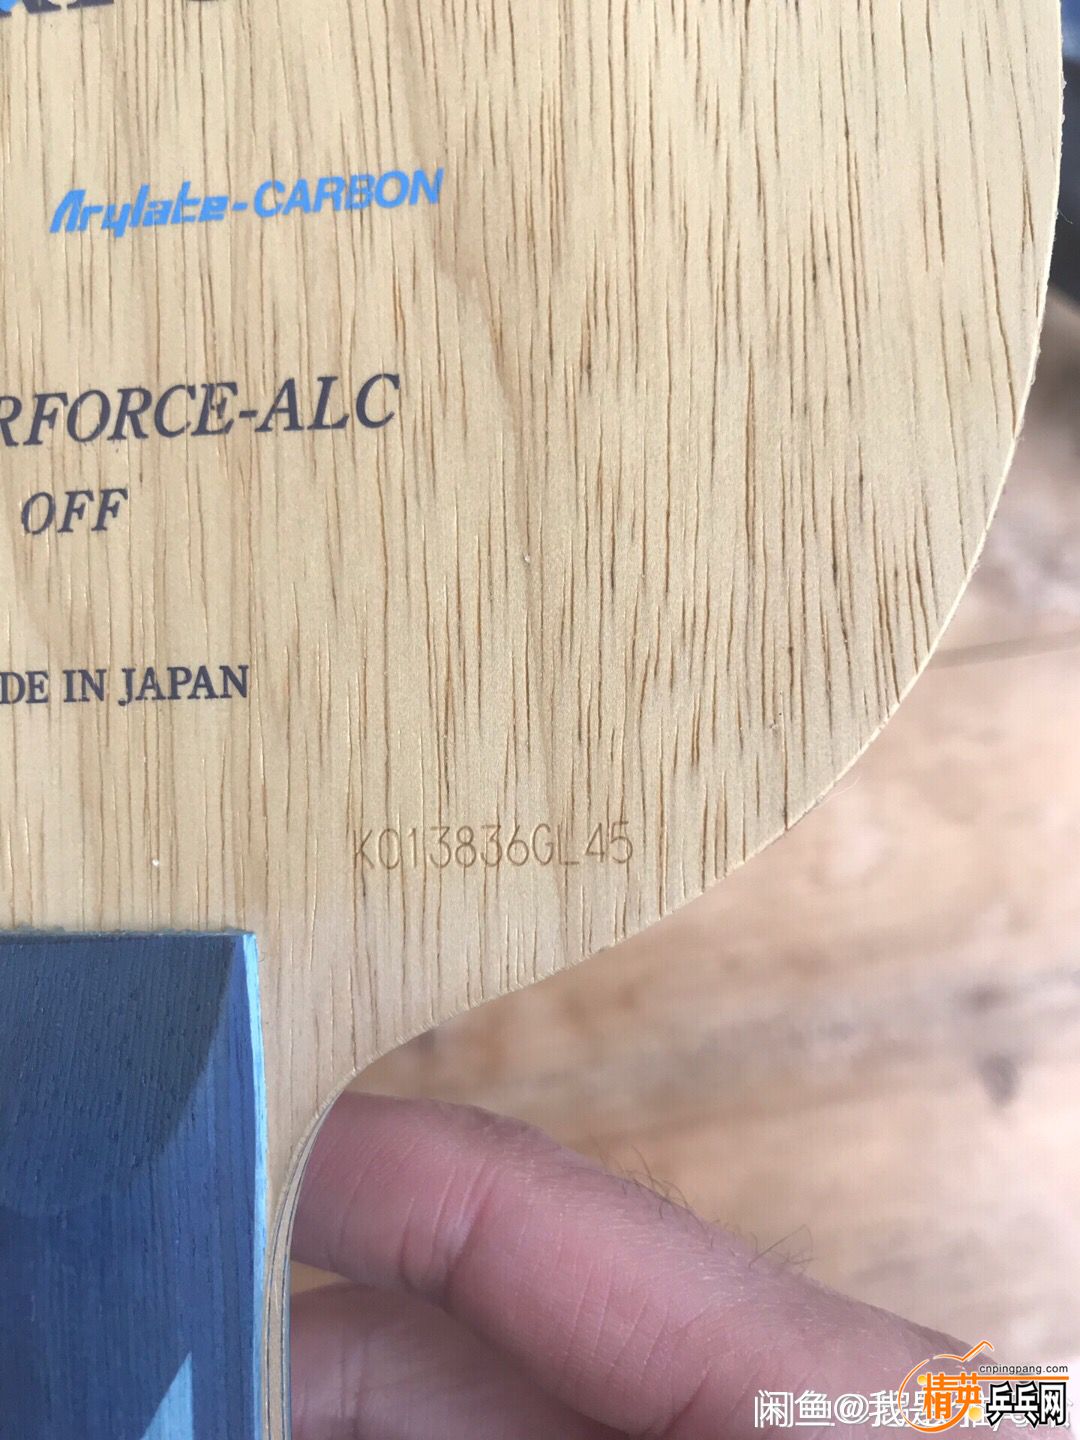 Arylate-CARBON
RFORCE-ALC
OFF
DE IN JAPAN
K013836GL45
cnpingpang.com
精英乒乓网
闲鱼@我是